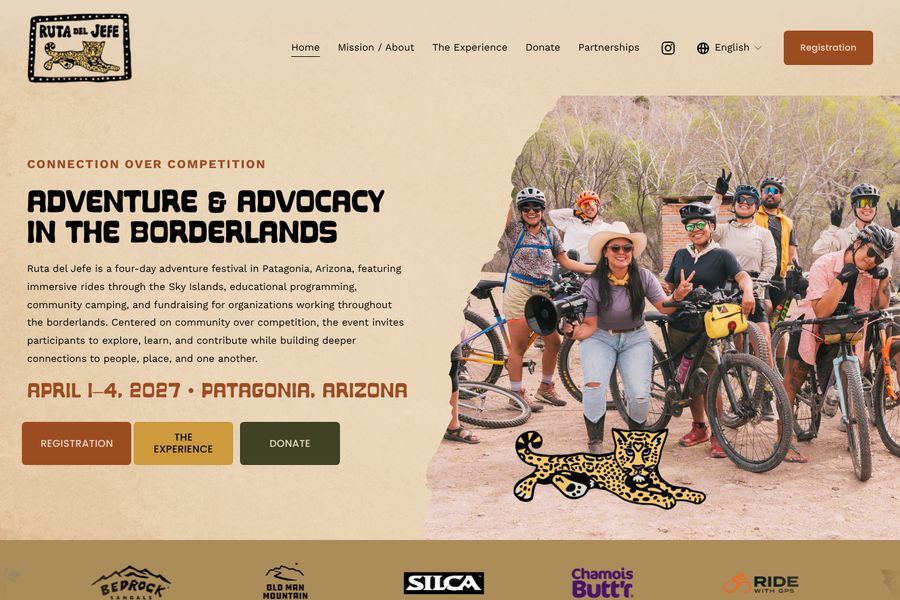 RUTA DEL JEFE
Home
Mission / About
The Experience
Donate
Partnerships
English
Registration
CONNECTION OVER COMPETITION
ADVENTURE & ADVOCACY
IN THE BORDERLANDS
Ruta del Jefe is a four-day adventure festival in Patagonia, Arizona, featuring
immersive rides through the Sky Islands, educational programming,
community camping, and fundraising for organizations working throughout
the borderlands. Centered on community over competition, the event invites
participants to explore, learn, and contribute while building deeper
connections to people, place, and one another.
APRIL 1–4, 2027 • PATAGONIA, ARIZONA
REGISTRATION
THE
EXPERIENCE
DONATE
BEDROCK
SANDALS
OLD MAN
MOUNTAIN
SILCA
Chamois
Butt'r.
RIDE
WITH GPS